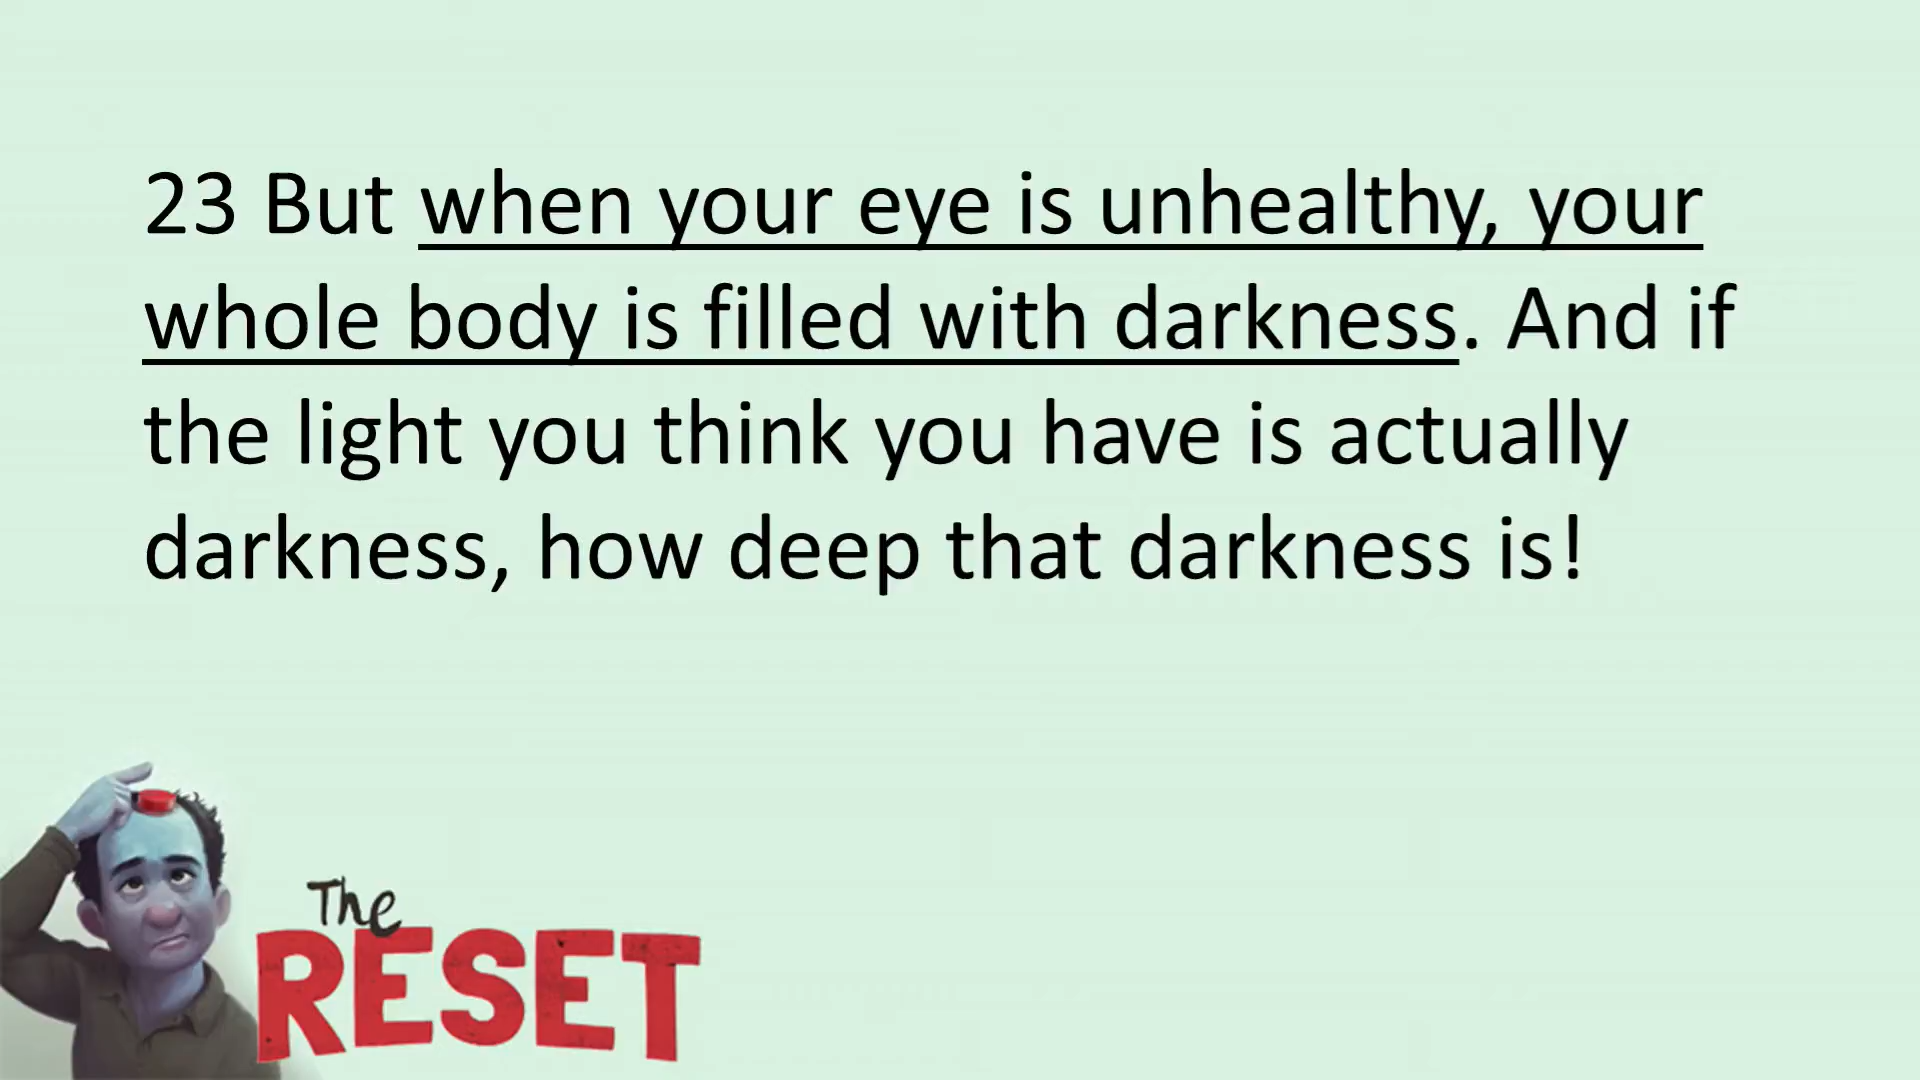 23 But when your eye is unhealthy, your
whole body is filled with darkness. And if
the light you think you have is actually
darkness, how deep that darkness is!
The
RESET